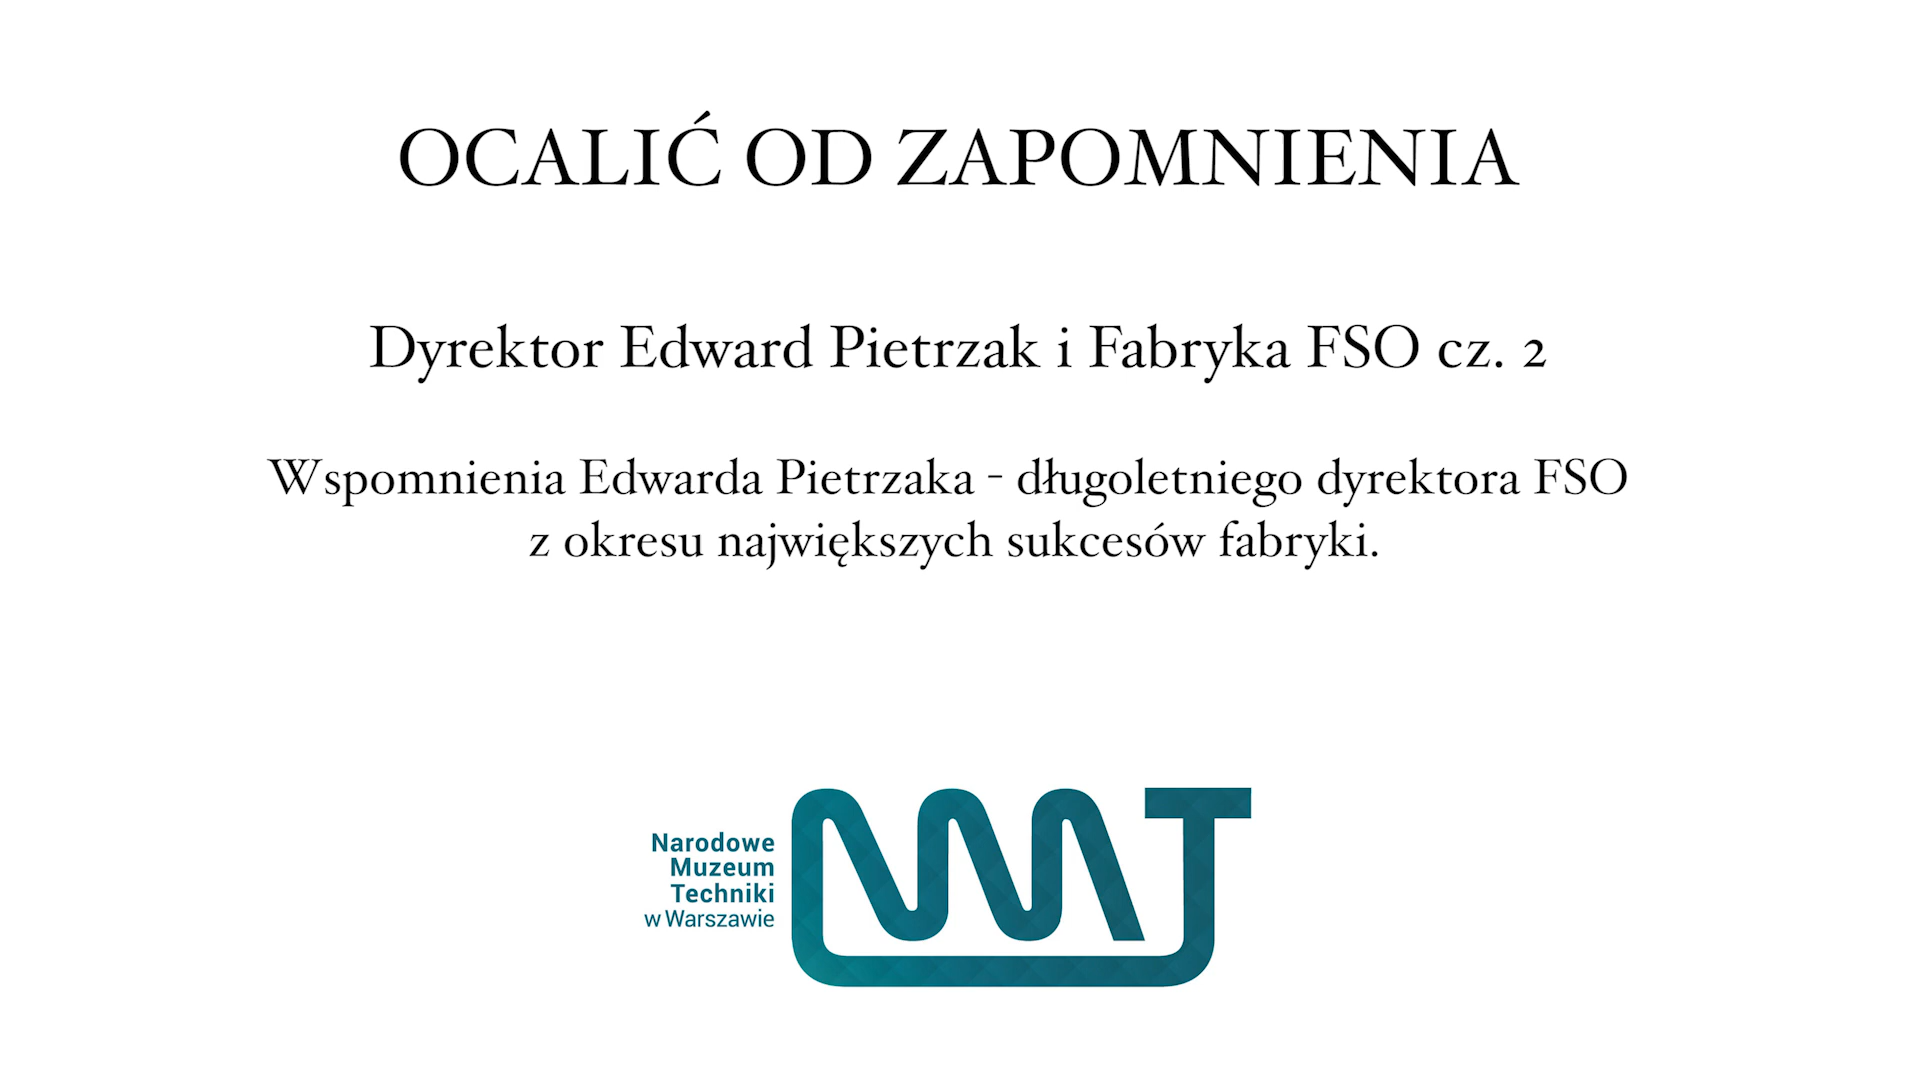 OCALIĆ OD ZAPOMNIENIA
Dyrektor Edward Pietrzak i Fabryka FSO cz. 2
Wspomnienia Edwarda Pietrzaka - długoletniego dyrektora FSO
z okresu największych sukcesów fabryki.
Narodowe
Muzeum
Techniki
w Warszawie
NMT